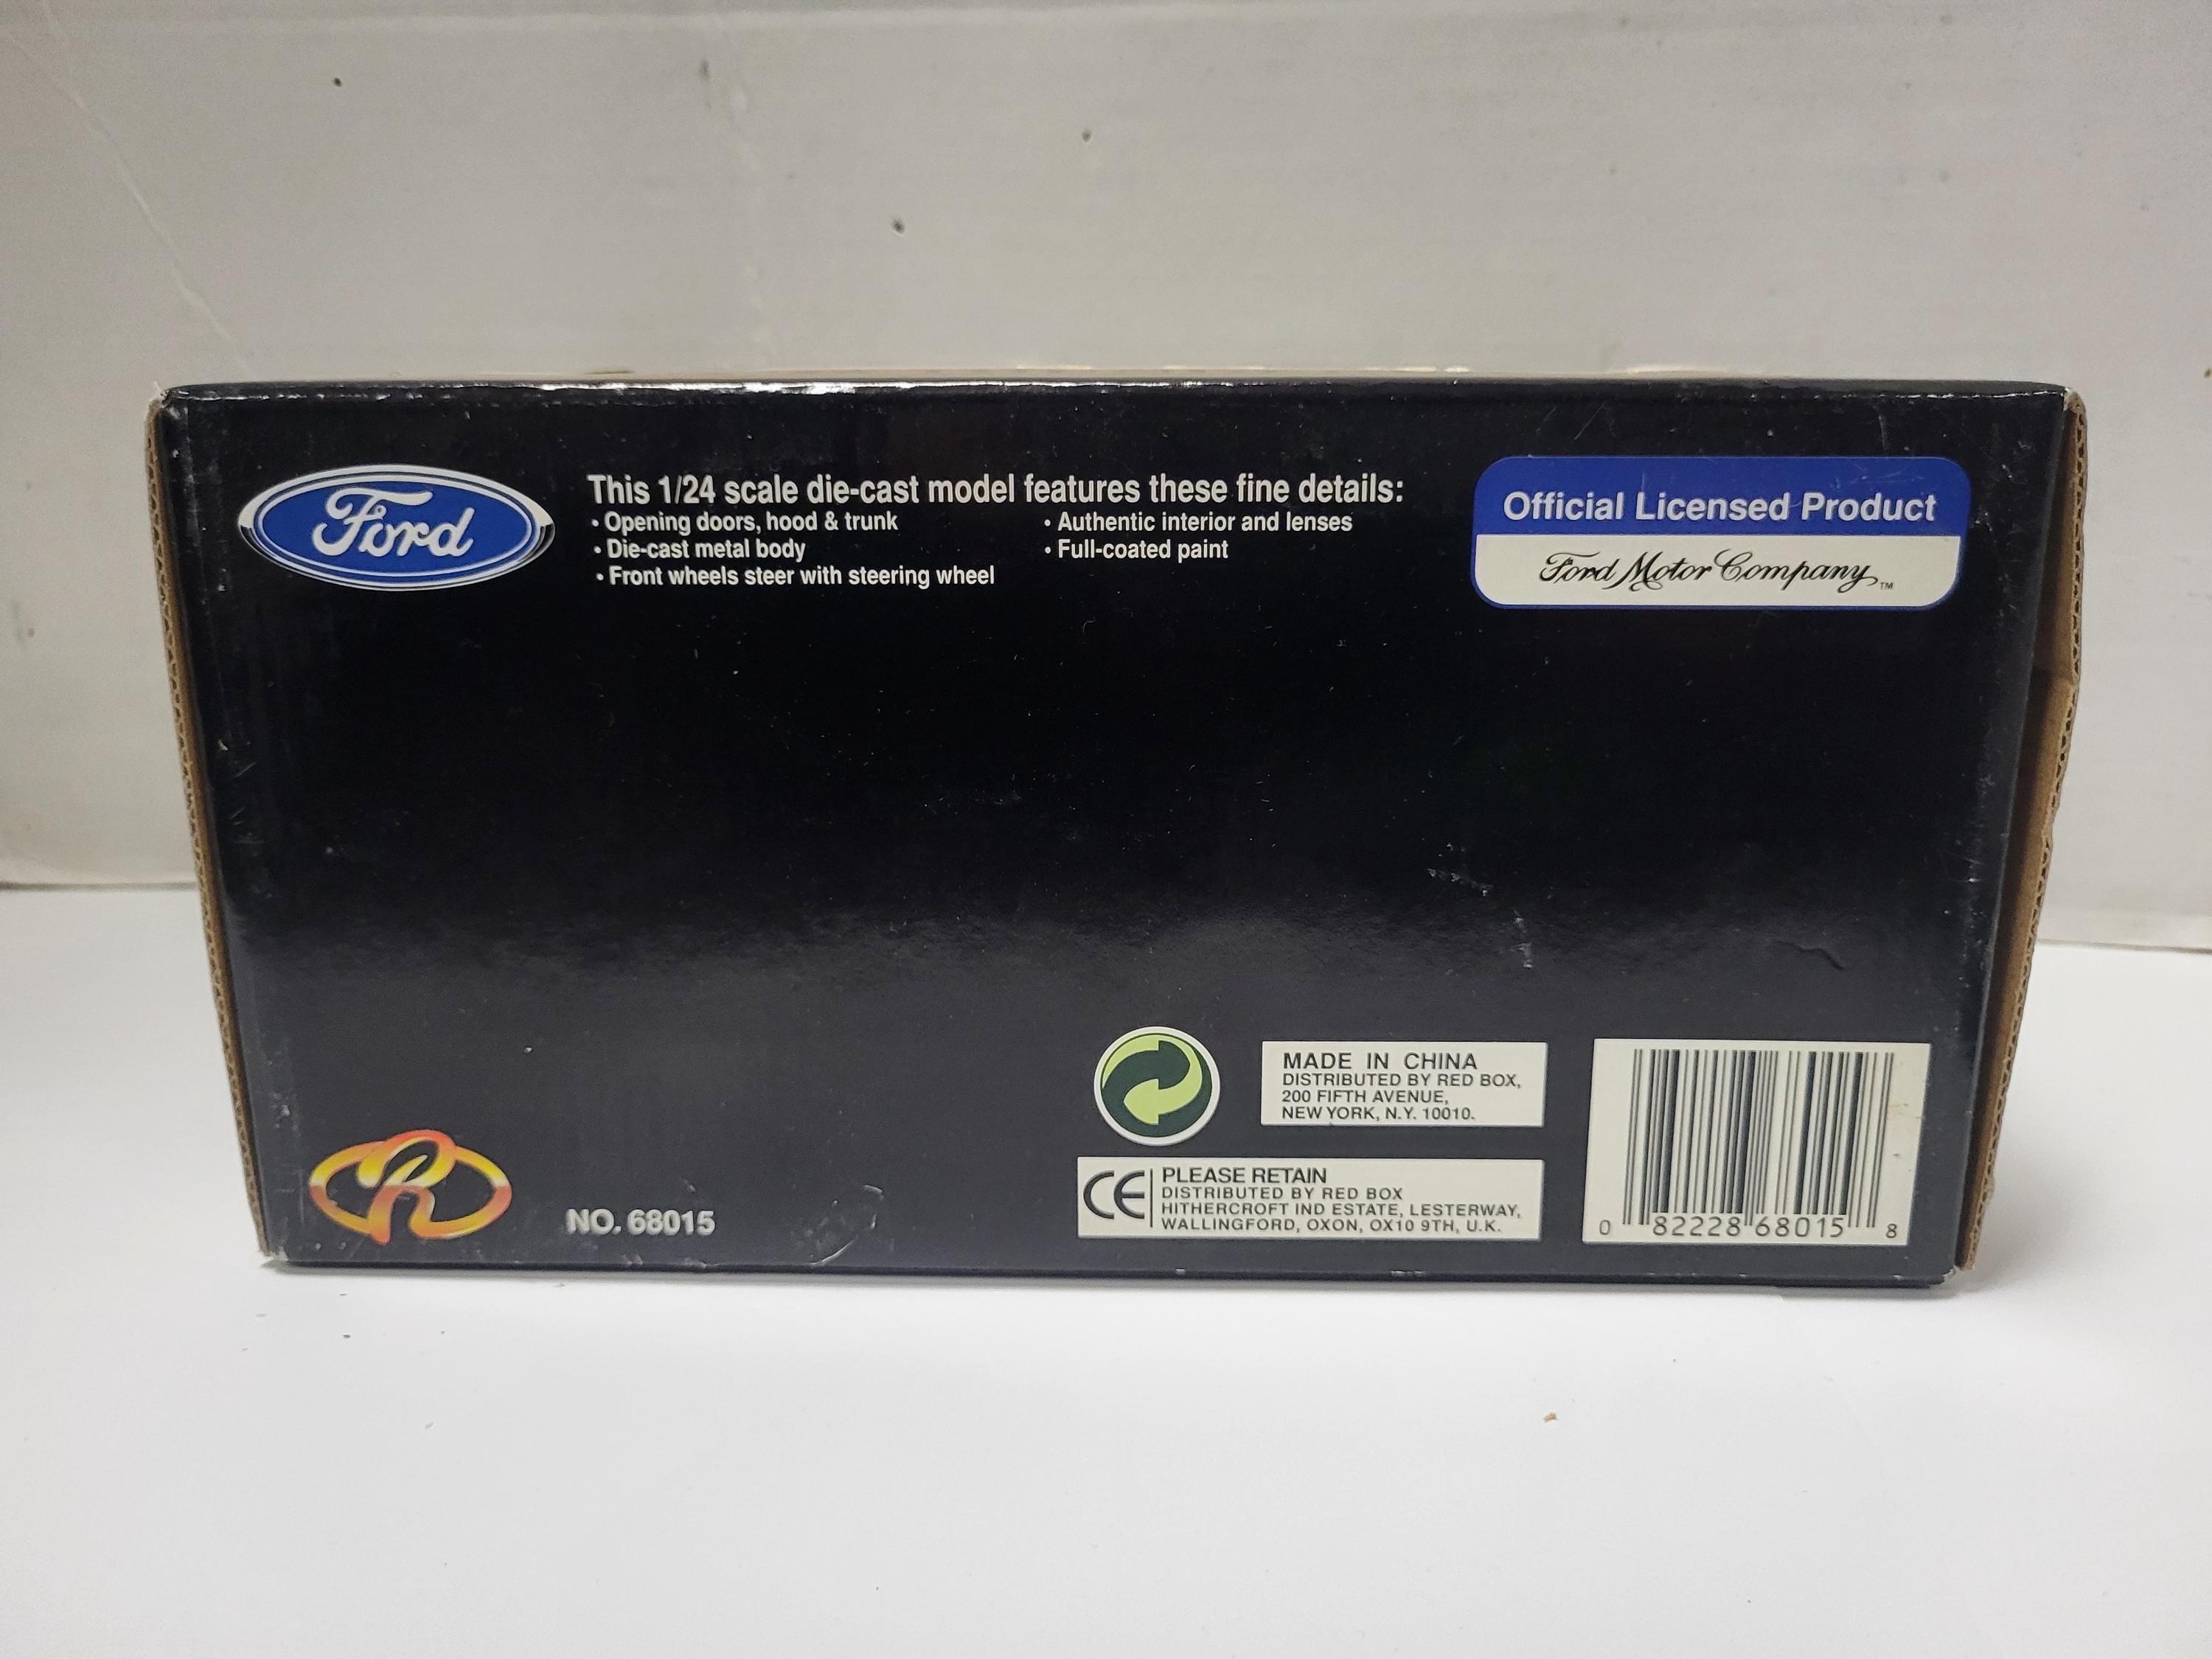 Ford
This 1/24 scale die-cast model features these fine details:
• Opening doors, hood & trunk
• Die-cast metal body
• Front wheels steer with steering wheel
• Authentic interior and lenses
• Full-coated paint
Official Licensed Product
Ford Motor Company™
R
NO. 68015
MADE IN CHINA
DISTRIBUTED BY RED BOX,
200 FIFTH AVENUE,
NEW YORK, N.Y. 10010.
CE
PLEASE RETAIN
DISTRIBUTED BY RED BOX
HITHERCROFT IND ESTATE, LESTERWAY,
WALLINGFORD, OXON, OX10 9TH, U.K.
0 82228 68015 8